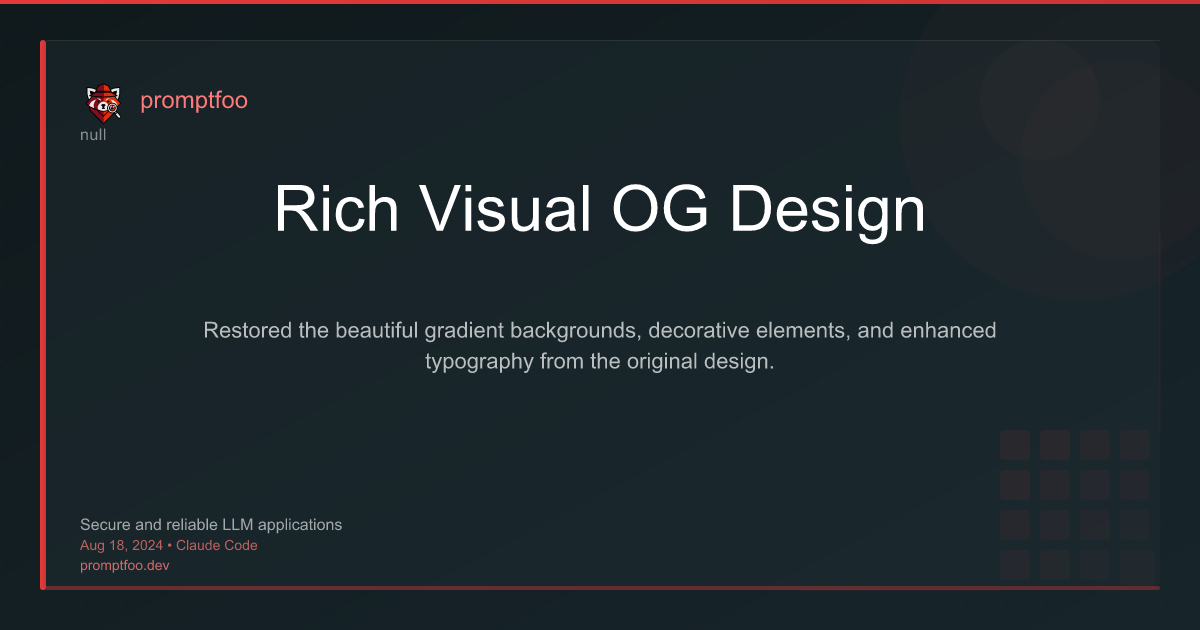 promptfoo
null
Rich Visual OG Design
Restored the beautiful gradient backgrounds, decorative elements, and enhanced
typography from the original design.
Secure and reliable LLM applications
Aug 18, 2024 • Claude Code
promptfoo.dev